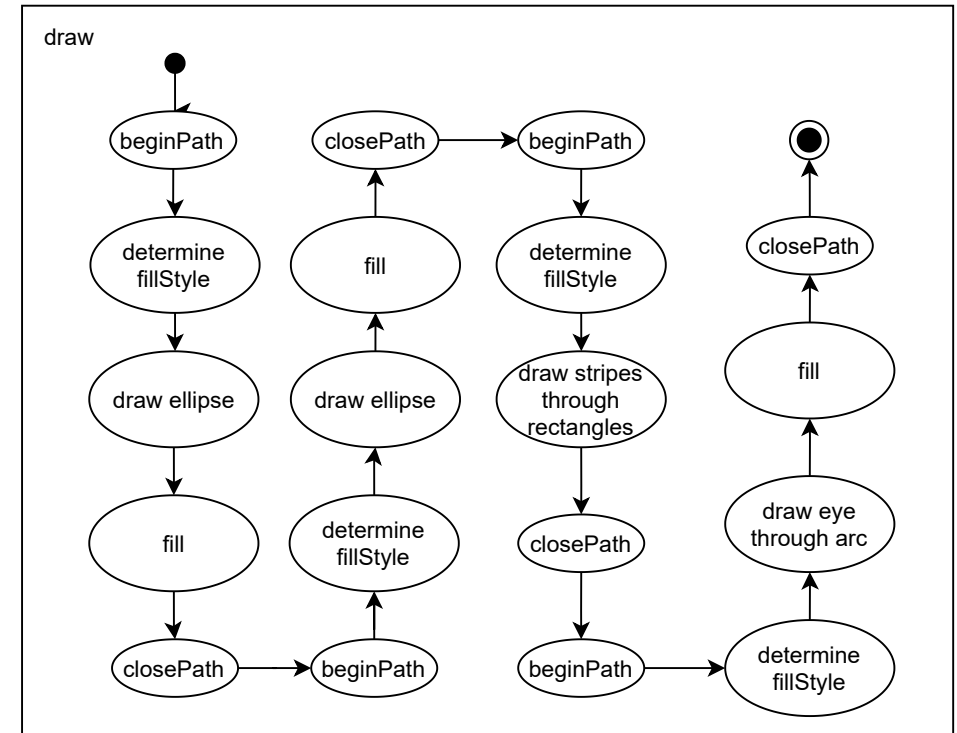 draw
beginPath
determine
fillStyle
draw ellipse
fill
closePath
beginPath
determine
fillStyle
draw ellipse
fill
closePath
beginPath
determine
fillStyle
draw stripes
through
rectangles
closePath
beginPath
determine
fillStyle
draw eye
through arc
fill
closePath